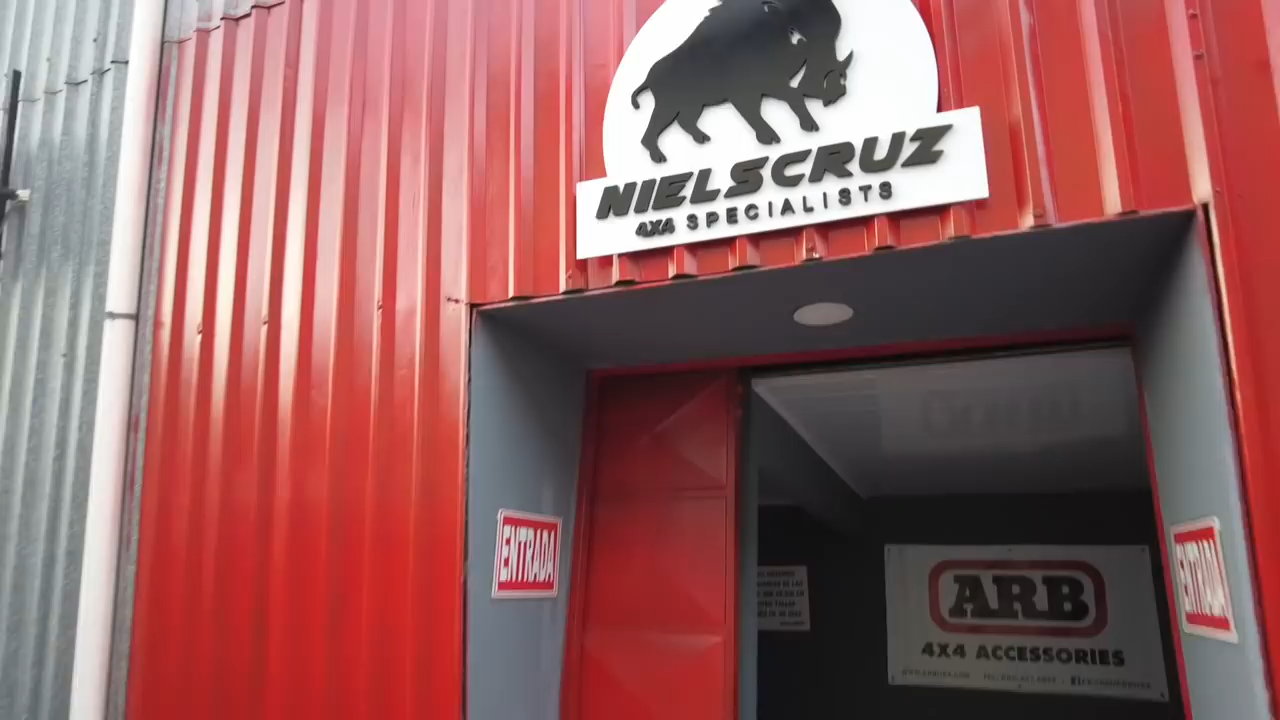 NIELSCRUZ
4X4 SPECIALISTS
ENTRADA
ENTRADA
ARB
4X4 ACCESSORIES